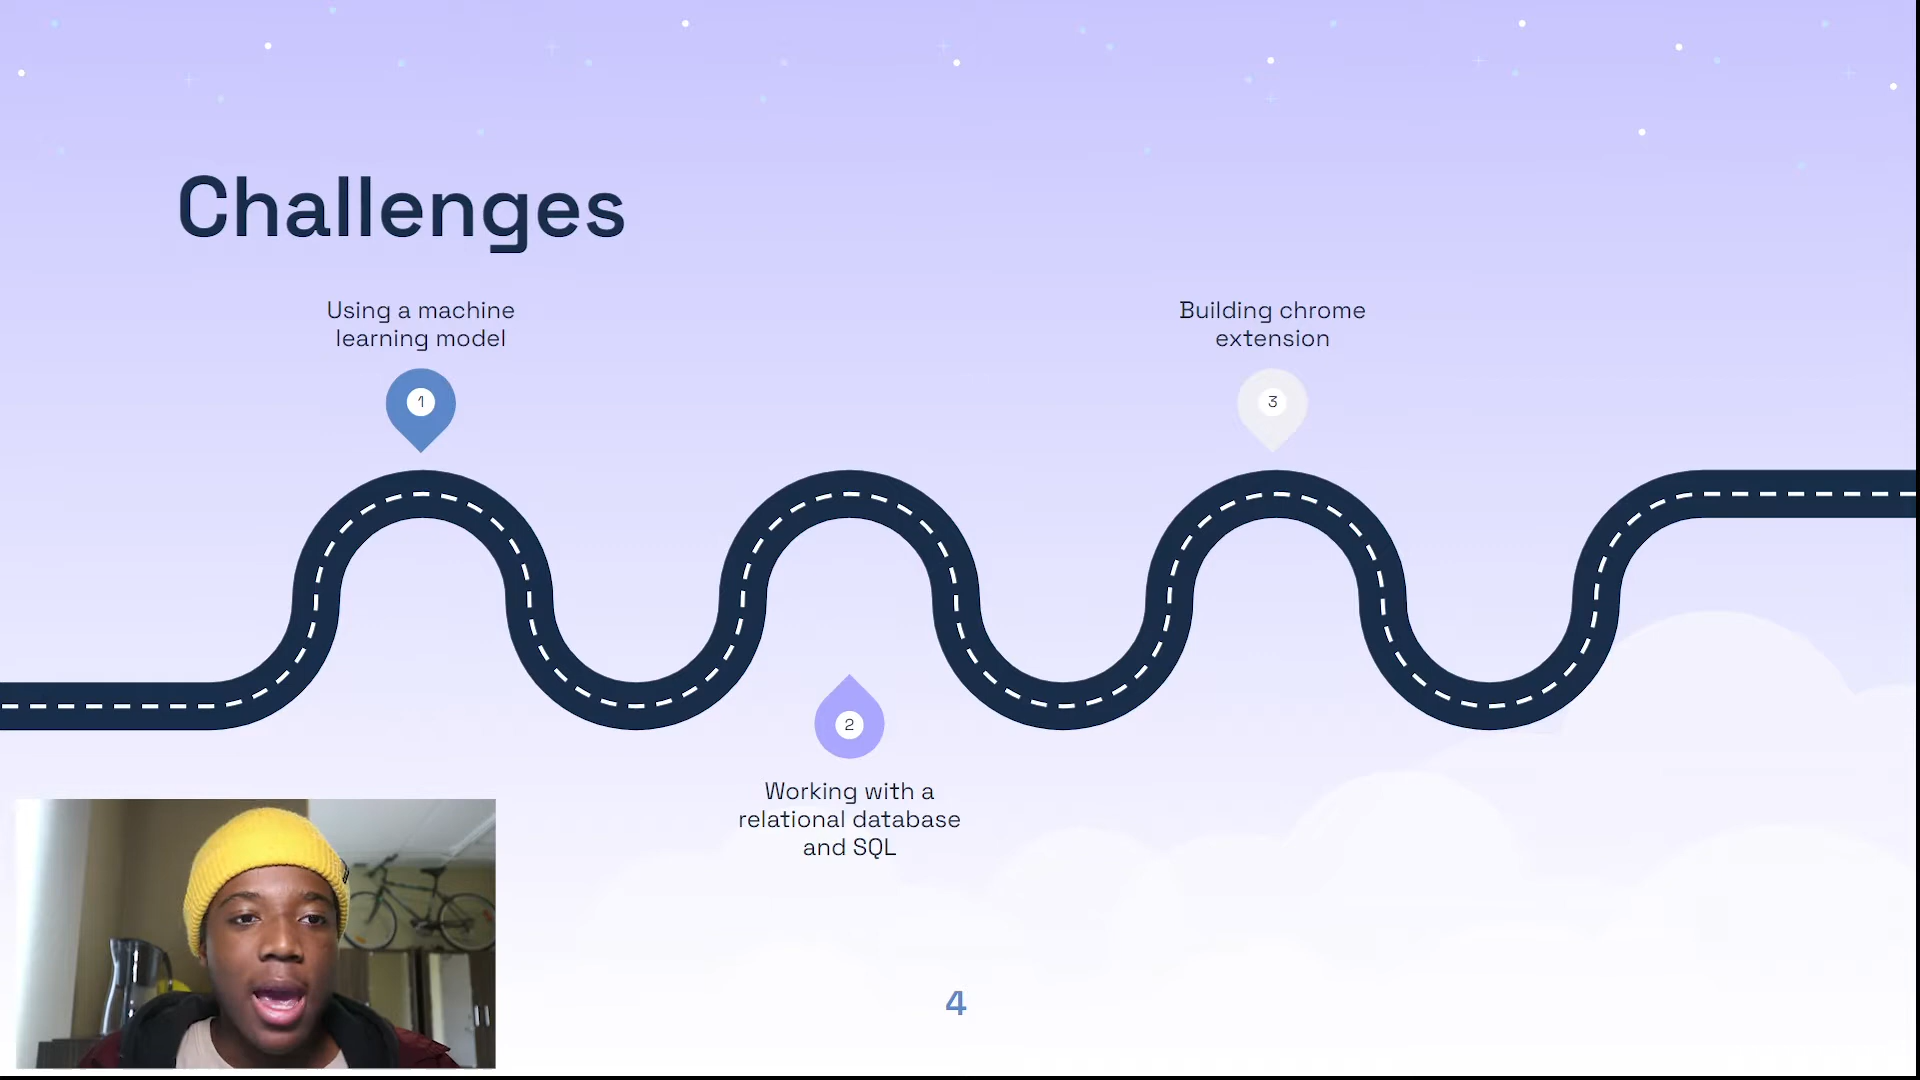 Challenges
Using a machine
learning model
1
Building chrome
extension
3
2
Working with a
relational database
and SQL
4